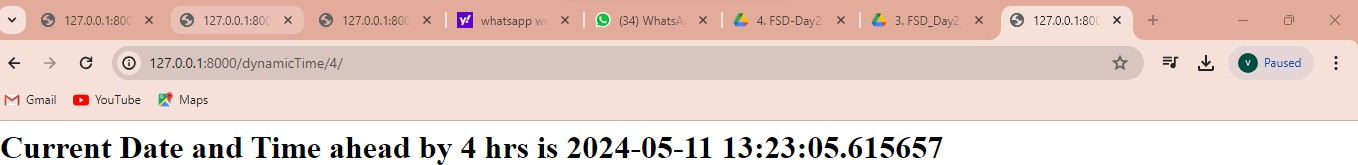 127.0.0.1:800
127.0.0.1:800
127.0.0.1:800
whatsapp we
(34) WhatsA
4. FSD-Day2
3. FSD_Day2
127.0.0.1:800
127.0.0.1:8000/dynamicTime/4/
V Paused
Gmail YouTube Maps
Current Date and Time ahead by 4 hrs is 2024-05-11 13:23:05.615657